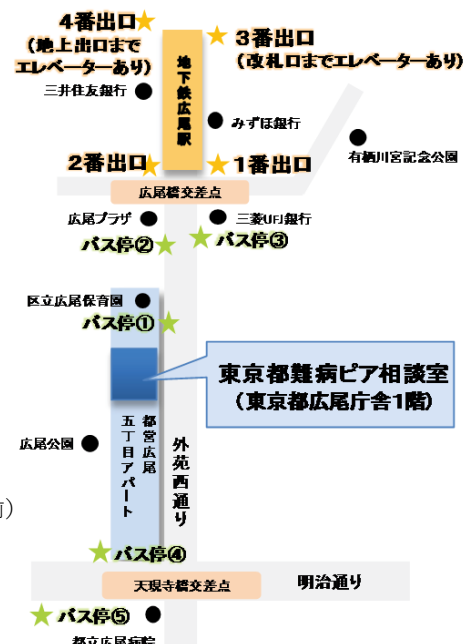 4番出口
(地上出口まで
エレベーターあり)
3番出口
(改札口までエレベーターあり)
地下鉄広尾駅
三井住友銀行
みずほ銀行
有栖川宮記念公園
2番出口
1番出口
広尾橋交差点
広尾プラザ
三菱UFJ銀行
バス停②
バス停③
区立広尾保育園
バス停①
東京都難病ピア相談室
(東京都広尾庁舎1階)
広尾公園
都営広尾
五丁目アパート
外苑西通り
前)
バス停④
天現寺橋交差点
明治通り
バス停⑤
都立広尾病院